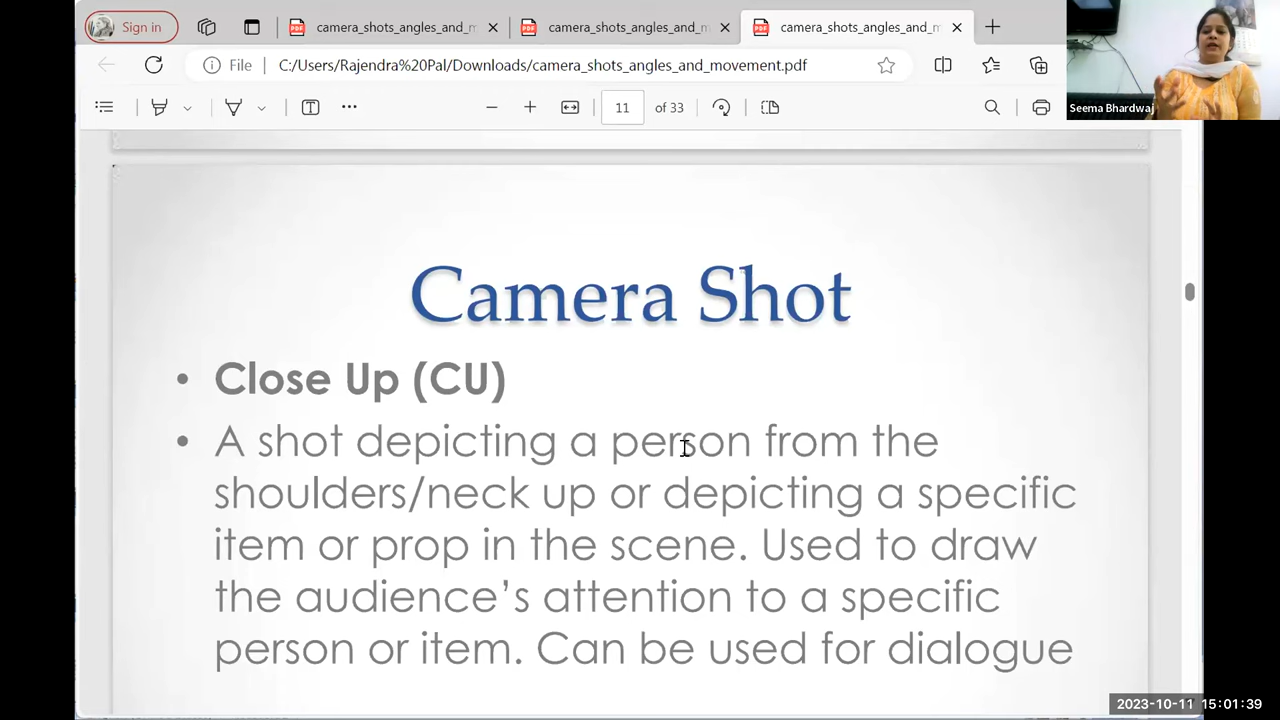 Sign in
camera_shots_angles_and_m
camera_shots_angles_and_m
camera_shots_angles_and_m
File
C:/Users/Rajendra%20Pal/Downloads/camera_shots_angles_and_movement.pdf
11 of 33
Seema Bhardwaj
Camera Shot
• Close Up (CU)
• A shot depicting a person from the
shoulders/neck up or depicting a specific
item or prop in the scene. Used to draw
the audience’s attention to a specific
person or item. Can be used for dialogue
2023-10-11 15:01:39